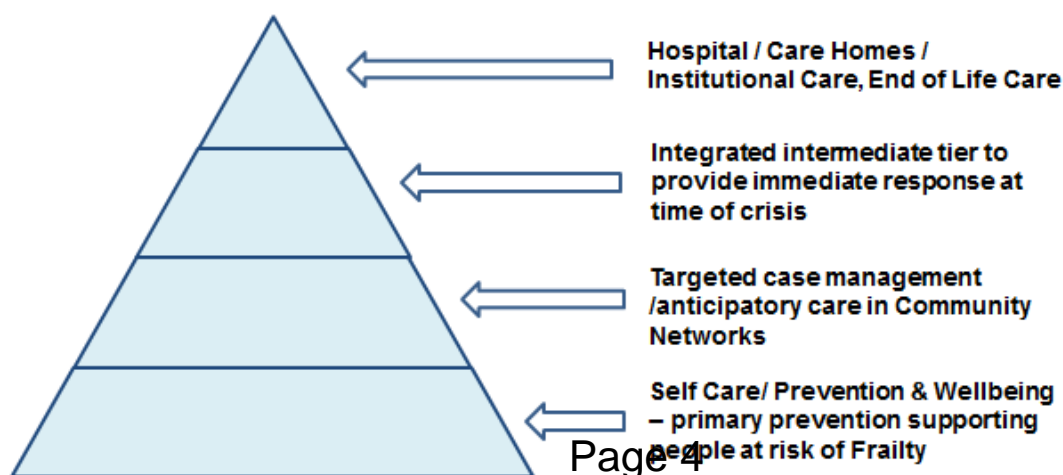 Hospital / Care Homes /
Institutional Care, End of Life Care
Integrated intermediate tier to
provide immediate response at
time of crisis
Targeted case management
/anticipatory care in Community
Networks
Self Care/ Prevention & Wellbeing
– primary prevention supporting
people at risk of Frailty
Page 4